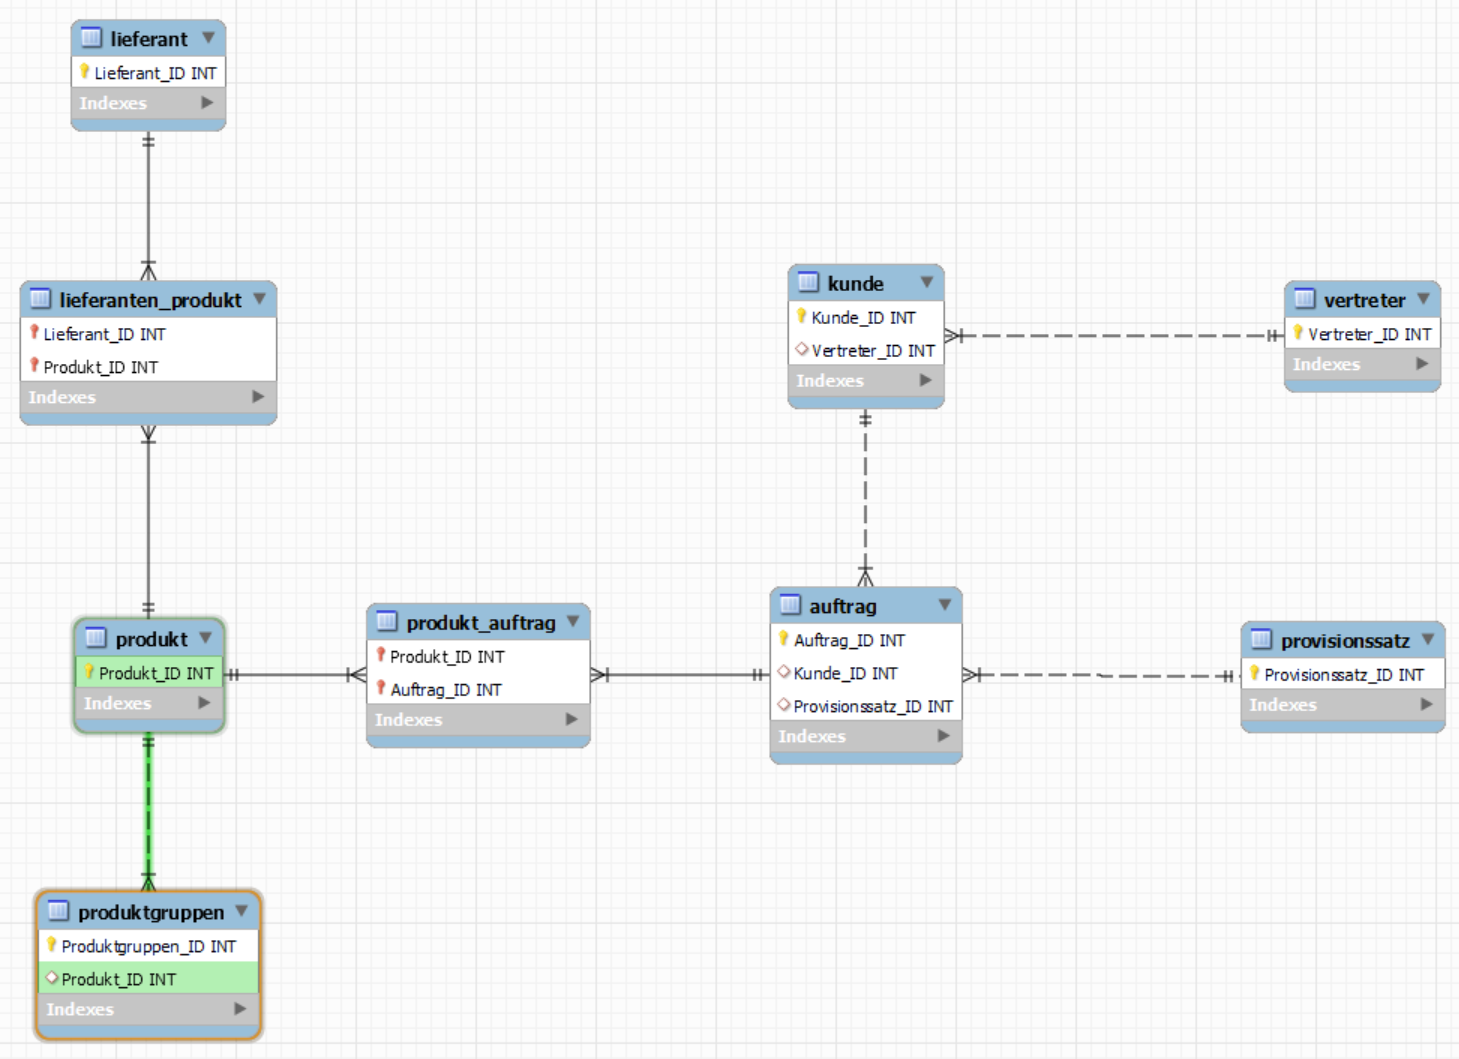 lieferant
Lieferant_ID INT
Indexes
lieferanten_produkt
Lieferant_ID INT
Produkt_ID INT
Indexes
kunde
Kunde_ID INT
Vertreter_ID INT
Indexes
vertreter
Vertreter_ID INT
Indexes
produkt
Produkt_ID INT
Indexes
produkt_auftrag
Produkt_ID INT
Auftrag_ID INT
Indexes
auftrag
Auftrag_ID INT
Kunde_ID INT
Provisionssatz_ID INT
Indexes
provisionssatz
Provisionssatz_ID INT
Indexes
produktgruppen
Produktgruppen_ID INT
Produkt_ID INT
Indexes